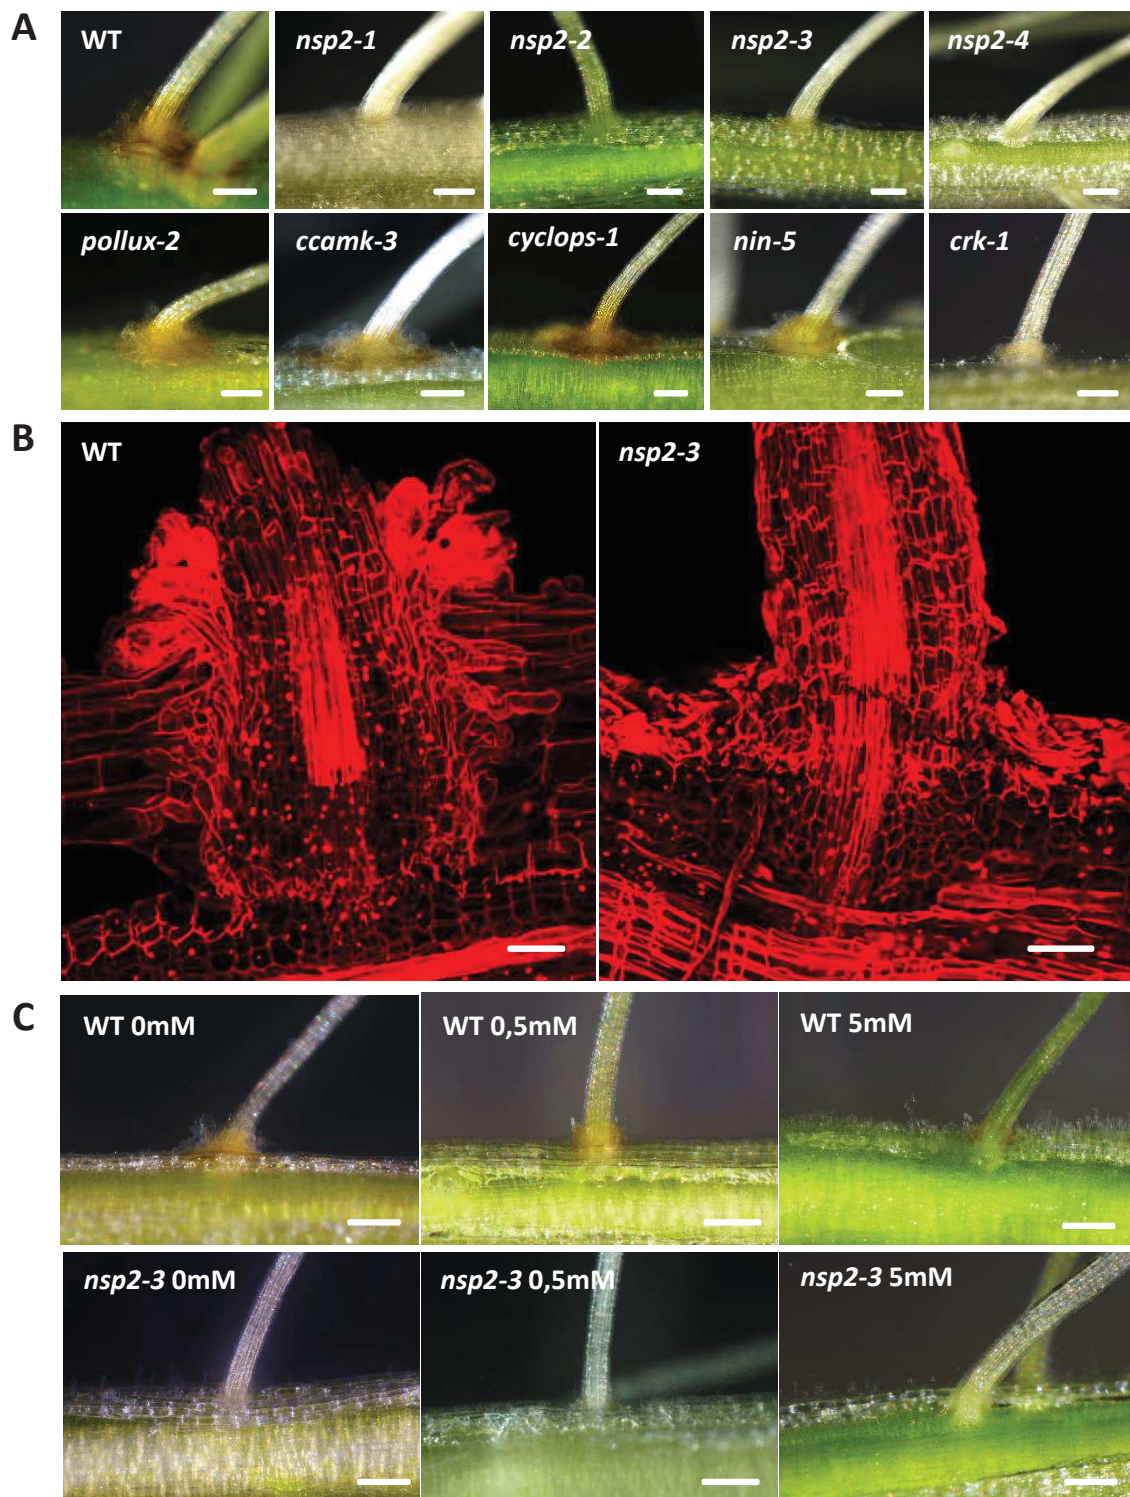 A
WT
nsp2-1
nsp2-2
nsp2-3
nsp2-4
pollux-2
ccamk-3
cyclops-1
nin-5
crk-1
B
WT
nsp2-3
C
WT 0mM
WT 0,5mM
WT 5mM
nsp2-3 0mM
nsp2-3 0,5mM
nsp2-3 5mM